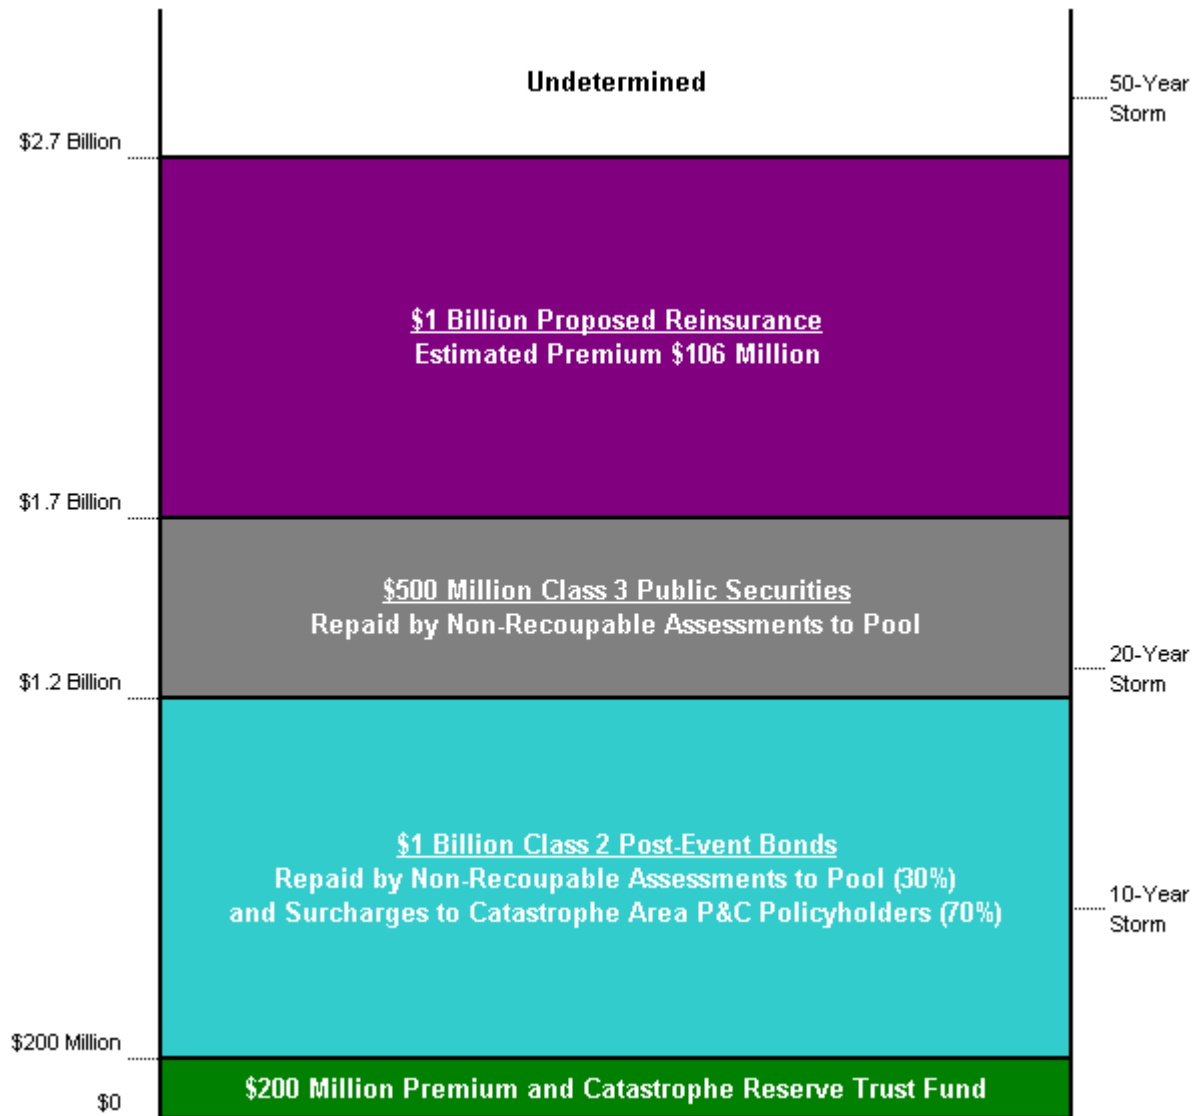 Undetermined
50-Year
Storm
$2.7 Billion
$1 Billion Proposed Reinsurance
Estimated Premium $106 Million
$1.7 Billion
$500 Million Class 3 Public Securities
Repaid by Non-Recoupable Assessments to Pool
20-Year
Storm
$1.2 Billion
$1 Billion Class 2 Post-Event Bonds
Repaid by Non-Recoupable Assessments to Pool (30%)
and Surcharges to Catastrophe Area P&C Policyholders (70%)
10-Year
Storm
$200 Million
$200 Million Premium and Catastrophe Reserve Trust Fund
$0